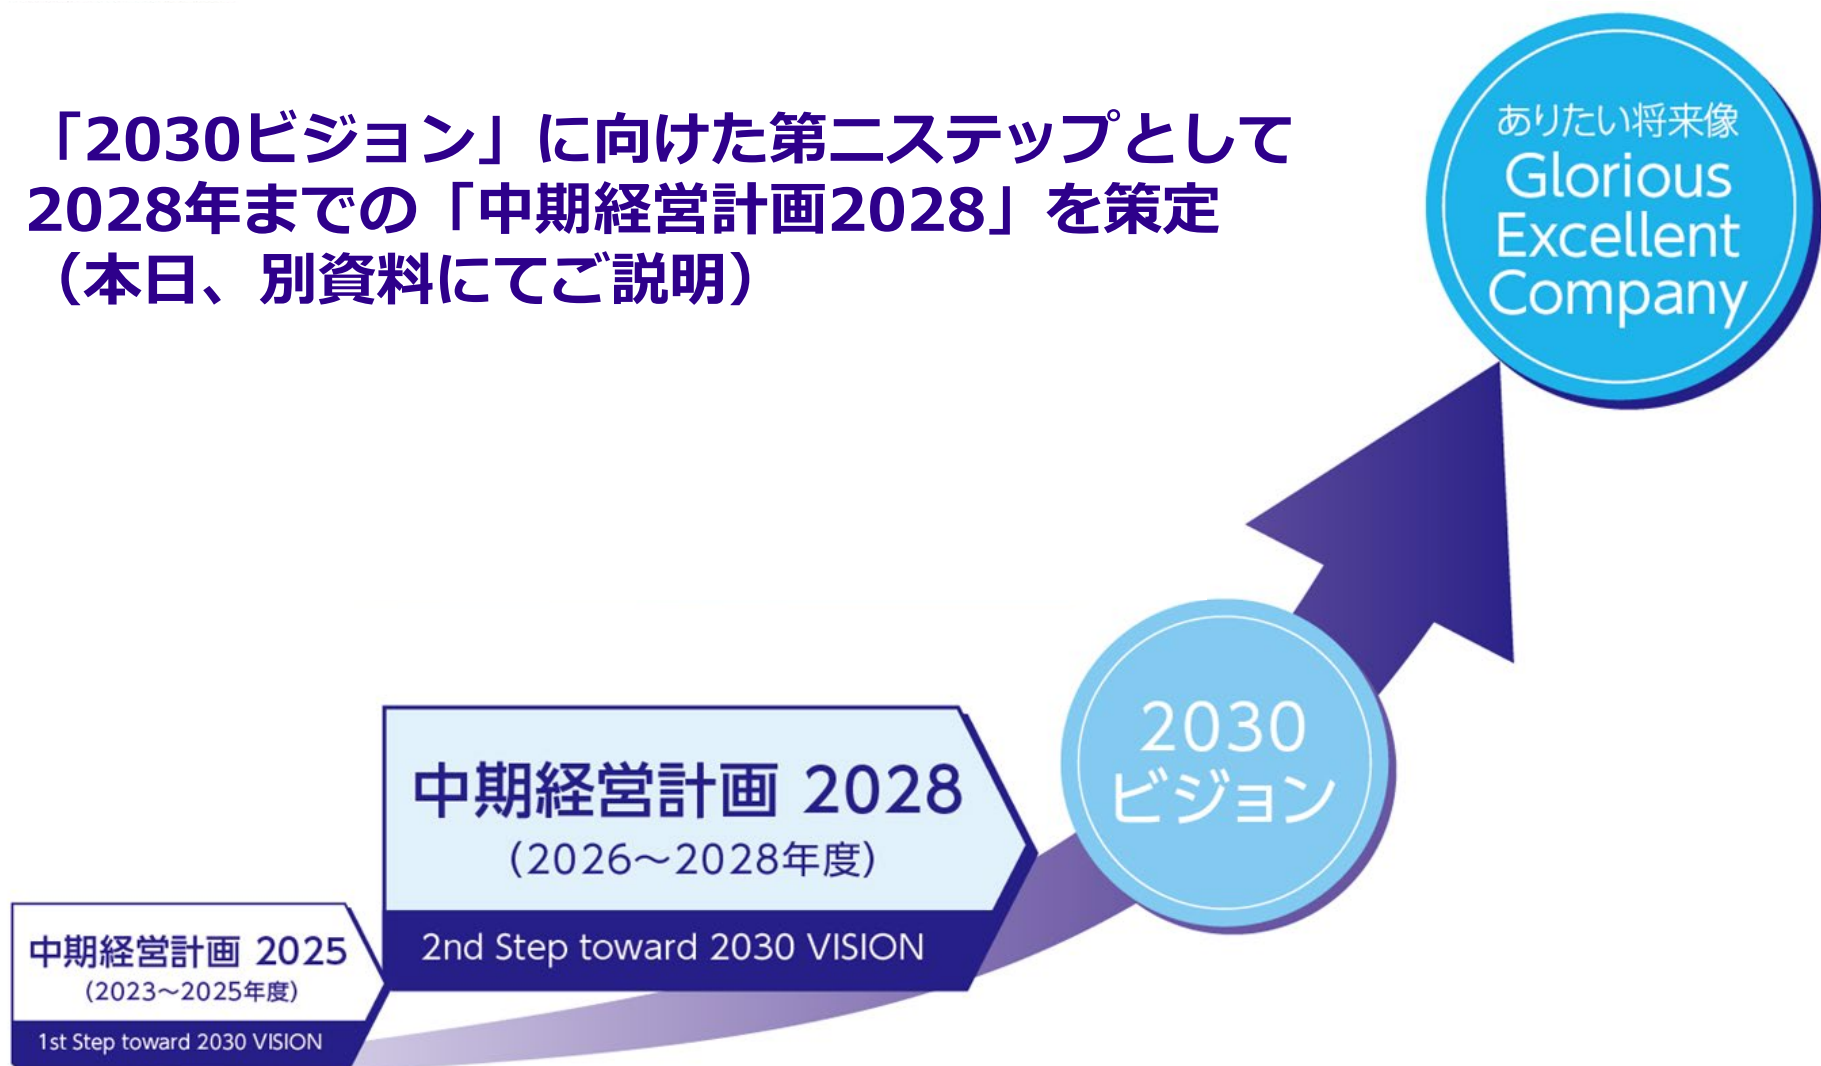 「2030ビジョン」に向けた第二ステップとして
2028年までの「中期経営計画2028」を策定
（本日、別資料にてご説明）
ありたい将来像
Glorious
Excellent
Company
2030
ビジョン
中期経営計画 2028
（2026～2028年度）
2nd Step toward 2030 VISION
中期経営計画 2025
（2023～2025年度）
1st Step toward 2030 VISION